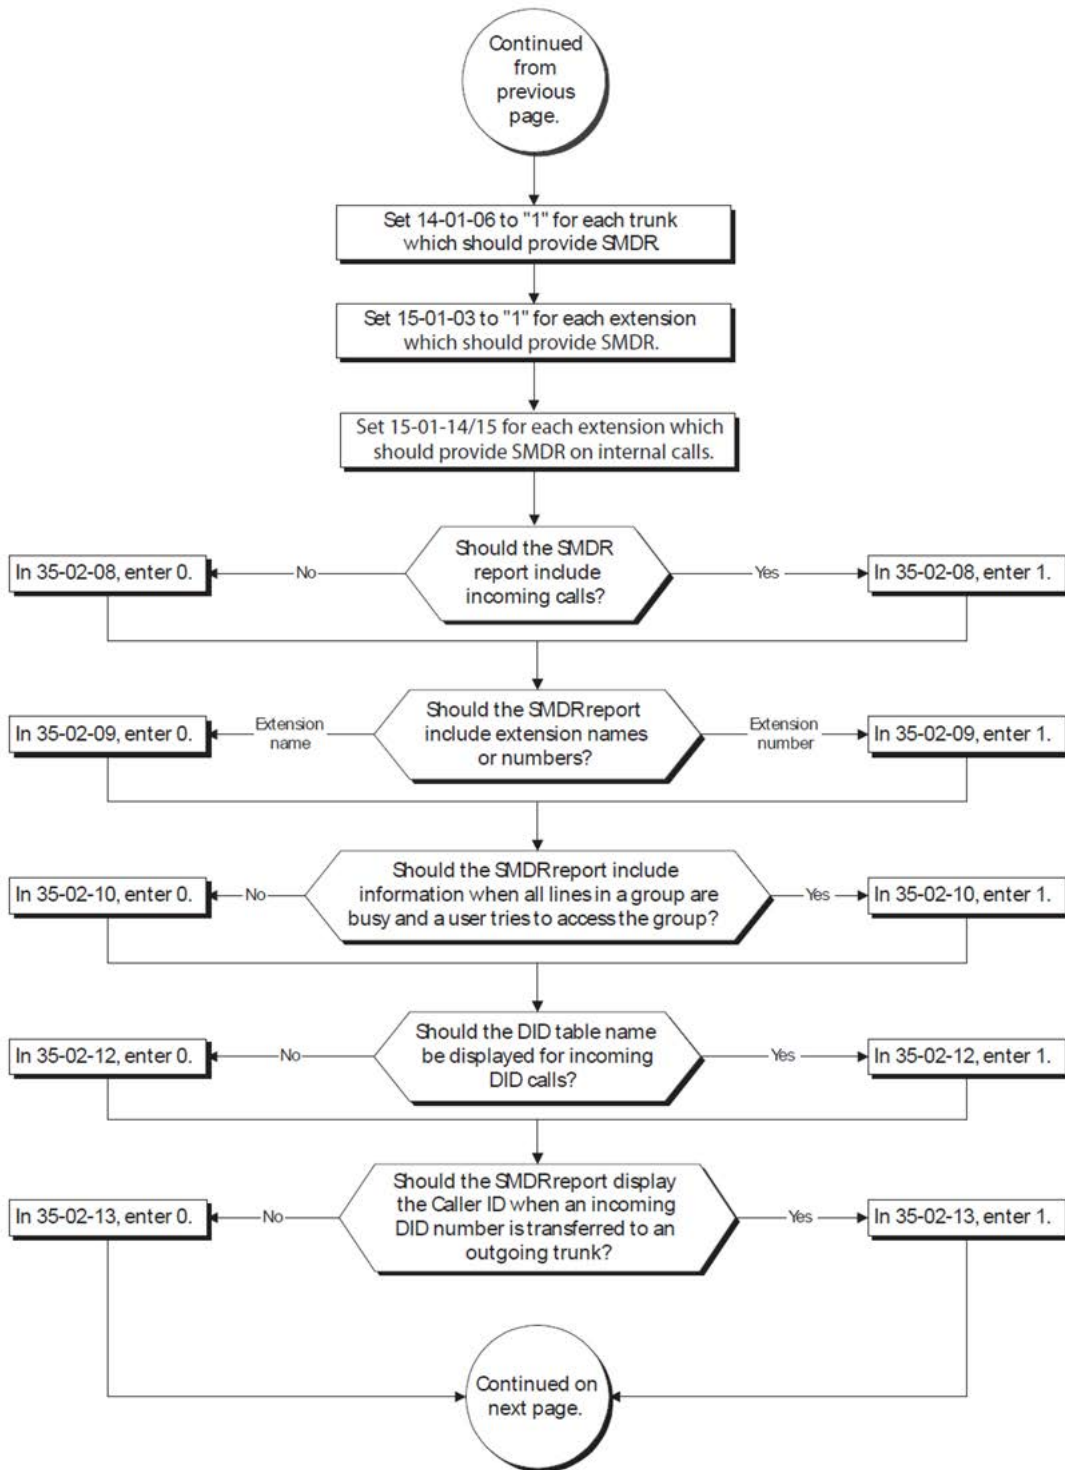 Continued
from
previous
page.
Set 14-01-06 to "1" for each trunk
which should provide SMDR.
Set 15-01-03 to "1" for each extension
which should provide SMDR.
Set 15-01-14/15 for each extension which
should provide SMDR on internal calls.
Should the SMDR
report include
incoming calls?
In 35-02-08, enter 0.
No
Yes
In 35-02-08, enter 1.
Should the SMDR report
include extension names
or numbers?
In 35-02-09, enter 0.
Extension
name
Extension
number
In 35-02-09, enter 1.
Should the SMDR report include
information when all lines in a group are
busy and a user tries to access the group?
In 35-02-10, enter 0.
No
Yes
In 35-02-10, enter 1.
Should the DID table name
be displayed for incoming
DID calls?
In 35-02-12, enter 0.
No
Yes
In 35-02-12, enter 1.
Should the SMDR report display
the Caller ID when an incoming
DID number is transferred to an
outgoing trunk?
In 35-02-13, enter 0.
No
Yes
In 35-02-13, enter 1.
Continued on
next page.